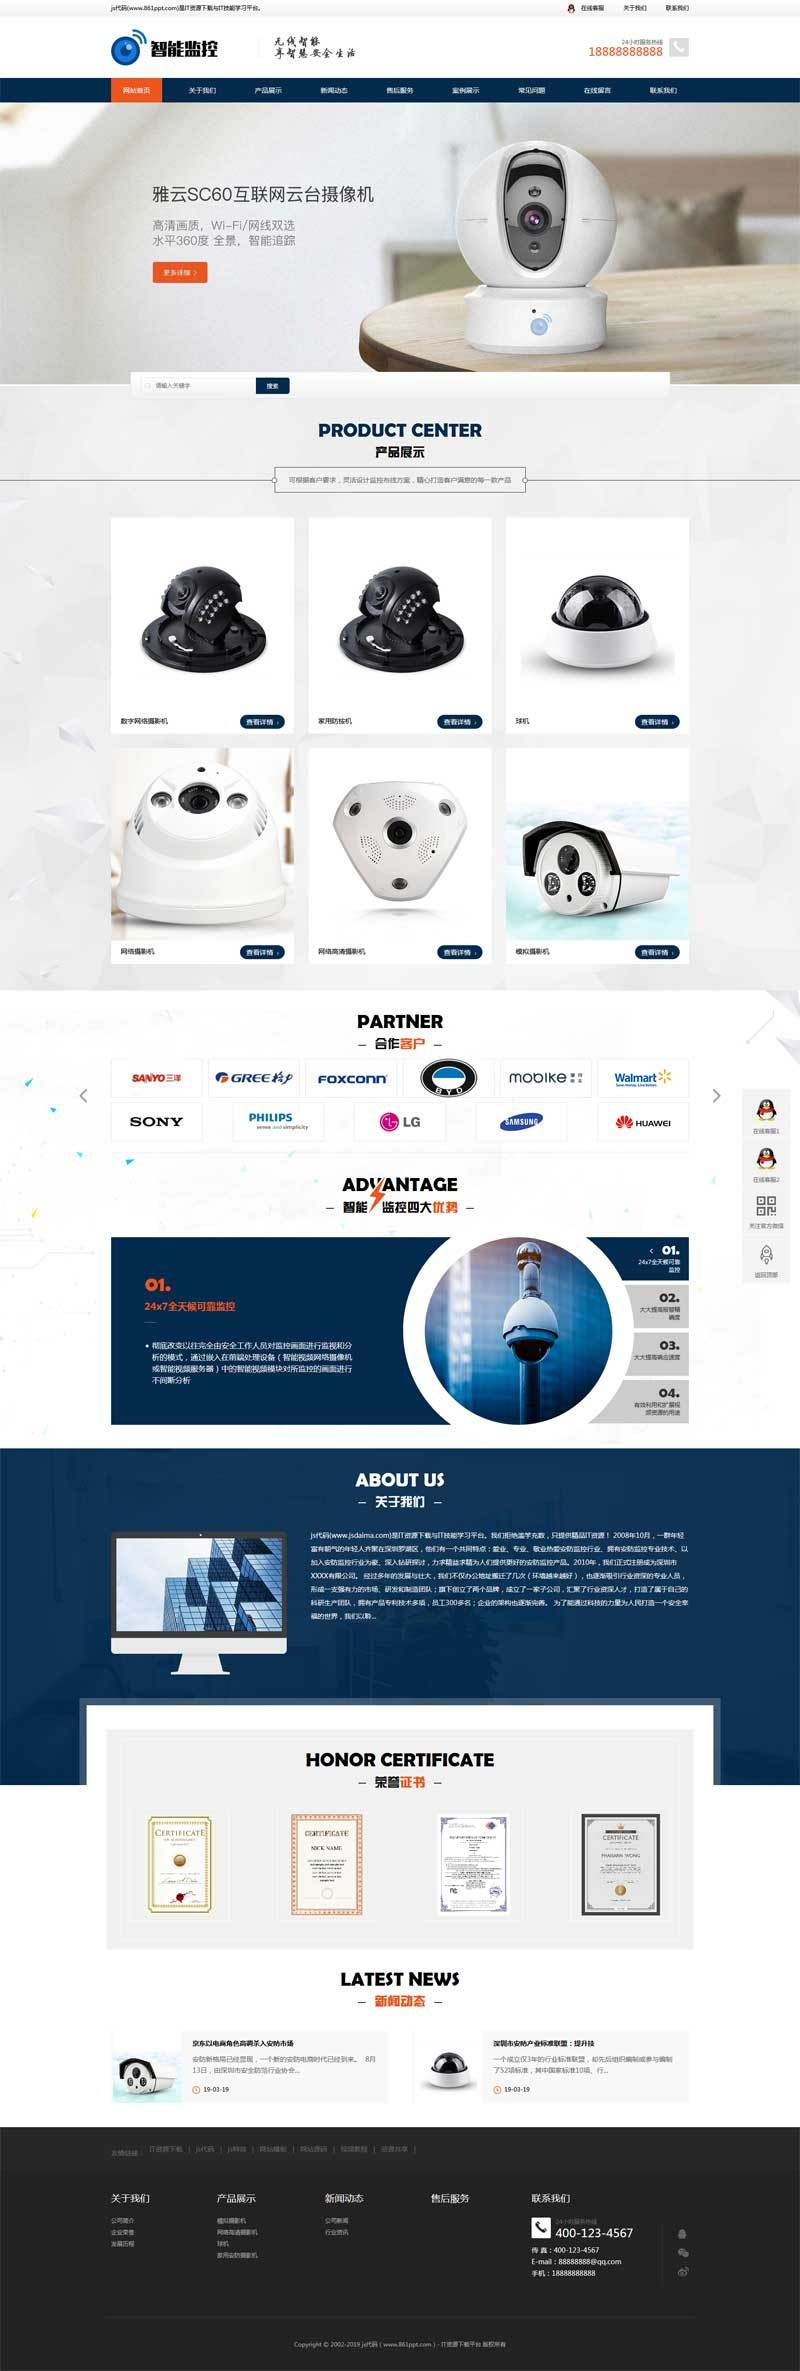 js代码(www.861ppt.com)是IT资源下载与IT技能学习平台。
在线客服 关于我们 联系我们
智能监控
无线智能
享智慧安全生活
24小时服务热线
18888888888
网站首页 关于我们 产品展示 新闻动态 售后服务 案例展示 常见问题 在线留言 联系我们
雅云SC60互联网云台摄像机
高清画质，Wi-Fi/网线双选
水平360度 全景，智能追踪
更多详细
请输入关键字 搜索
PRODUCT CENTER
产品展示
可根据客户要求，灵活设计监控布线方案，精心打造客户满意的每一款产品
数字网络摄影机 查看详情
家用防按机 查看详情
球机 查看详情
网络摄影机 查看详情
网络高清摄影机 查看详情
模拟摄影机 查看详情
PARTNER
合作客户
SANYO三洋 GREE格力 FOXCONN BYD mobike Walmart
SONY PHILIPS LG SAMSUNG HUAWEI
sense and simplicity
在线客服1
在线客服2
关注官方微信
返回顶部
ADVANTAGE
智能监控四大优势
01.
24x7全天候可靠监控
彻底改变以往完全由安全工作人员对监控画面进行监视和分
析的模式，通过嵌入在前端处理设备（智能视频网络摄像机
或智能视频服务器）中的智能视频模块对所监控的画面进行
不间断分析
01.
24x7全天候可靠
监控
02.
大大提高报警精
确度
03.
大大提高响应速度
04.
有效利用和扩展视
频资源的用途
ABOUT US
关于我们
js代码(www.jsdaima.com)是IT资源下载与IT技能学习平台。我们拒绝滥竽充数，只提供精品IT资源！ 2008年10月，一群年轻
富有朝气的年轻人齐聚在深圳罗湖区，他们有一个共同特点：爱业、专业、敬业热爱安防监控行业、拥有安防监控专业技术、以
加入安防监控行业为豪、深入钻研探讨，力求精益求精为人们提供更好的安防监控产品。2010年，我们正式注册成为深圳市
XXXX有限公司。 经过多年的发展与壮大，我们不仅办公地址搬迁了几次（环境越来越好），也逐渐吸引行业资深的专业人员，
形成一支强有力的市场、研发和制造团队；旗下创立了两个品牌，成立了一家子公司，汇聚了行业资深人才，打造了属于自己的
科研生产团队，拥有产品专利技术多项，员工300多名；企业的架构也逐渐完善。 为了能通过科技的力量为人民打造一个安全幸
福的世界，我们以聆...
HONOR CERTIFICATE
荣誉证书
CERTIFICATE
CERTIFICATE
NICK NAME
CERTIFICATE
LATEST NEWS
新闻动态
京东以电商角色高调杀入安防市场
安防新格局已经显现，一个新的安防电商时代已经到来。 8月
13日，由深圳市安全防范行业协会...
19-03-19
深圳市安防产业标准联盟：提升技
一个成立仅3年的行业标准联盟，却先后组织编制或参与编制
了52项标准，其中国家标准10项、行...
19-03-19
友情链接： IT资源下载 | js代码 | js特效 | 网站模板 | 网站源码 | 视频教程 | 资源共享 |
关于我们 产品展示 新闻动态 售后服务 联系我们
公司简介
企业荣誉
发展历程
模拟摄影机
网络高清摄影机
球机
家用安防摄影机
公司新闻
行业资讯
24小时服务热线
400-123-4567
传 真：400-123-4567
E-mail：88888888@qq.com
手机：18888888888
Copyright © 2002-2019 js代码（www.861ppt.com）- IT资源下载平台 版权所有